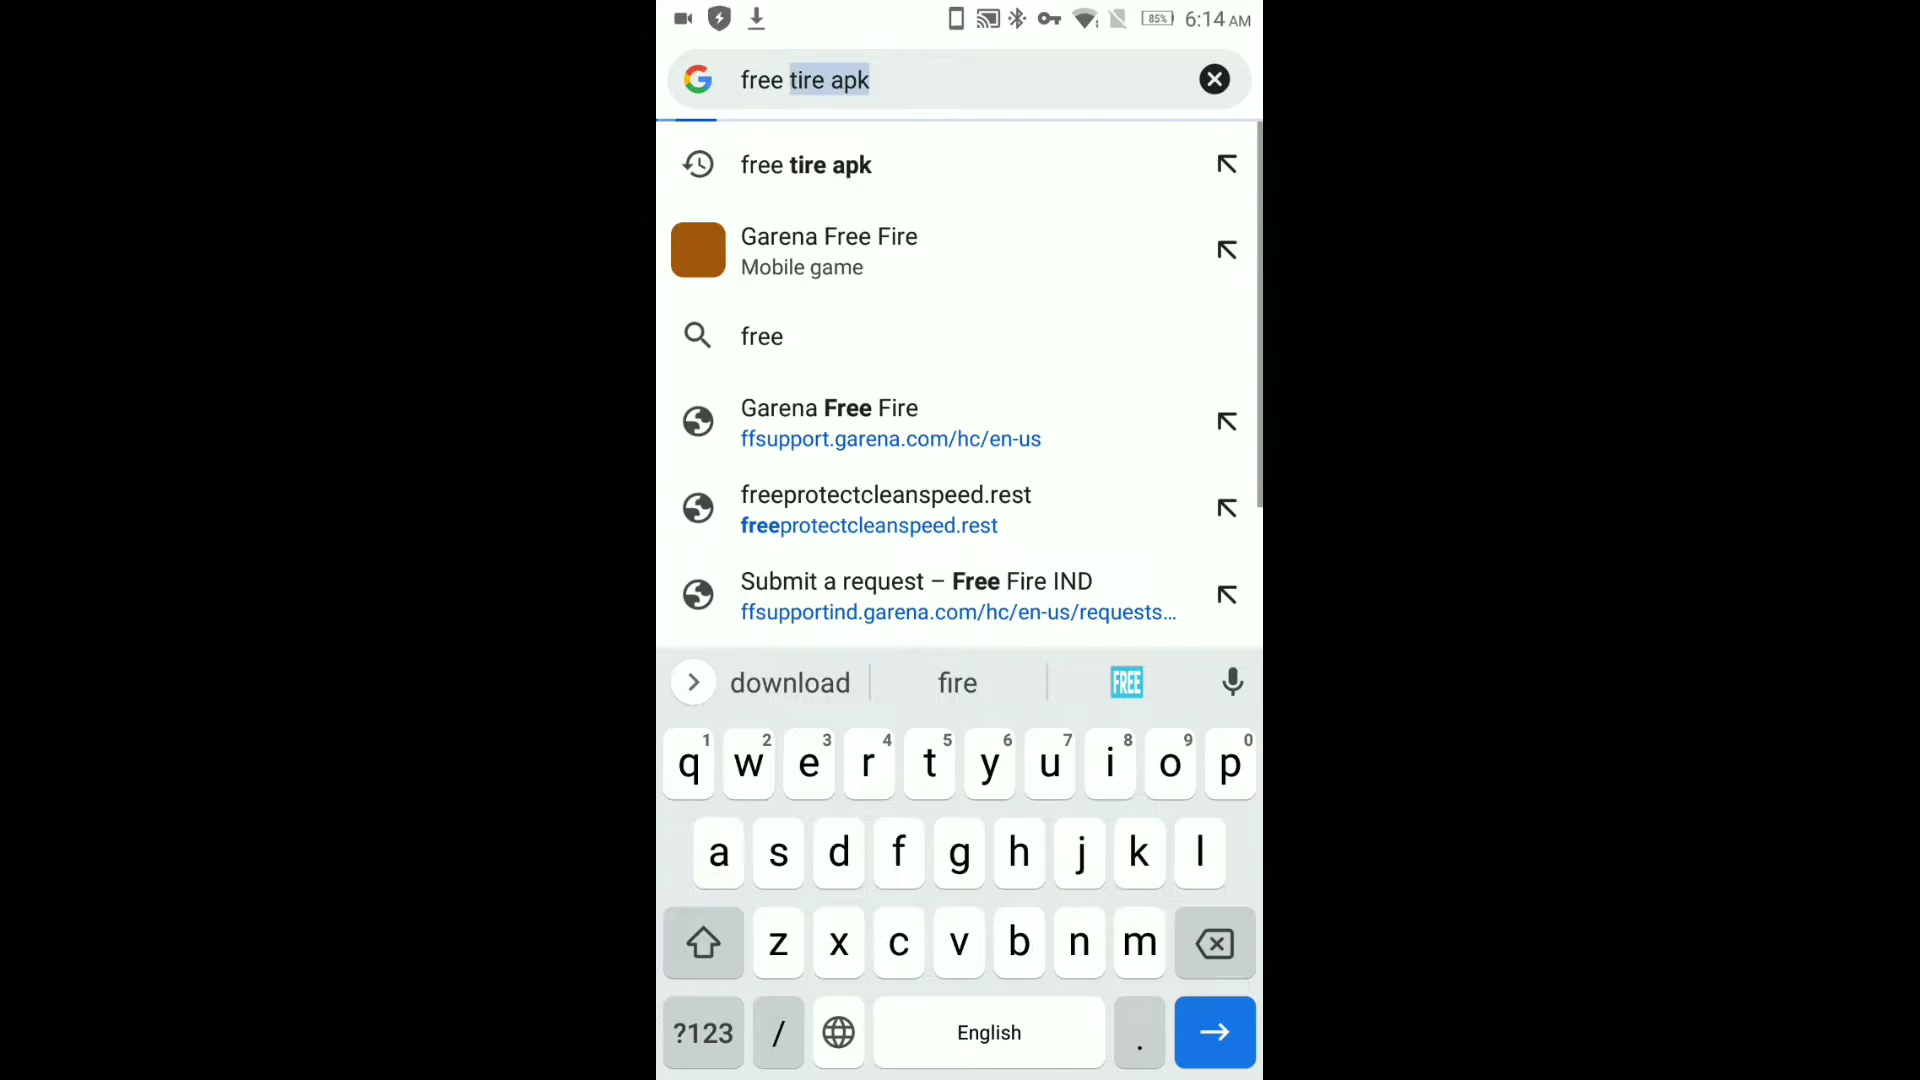 85%
6:14 AM
free tire apk
free tire apk
Garena Free Fire
Mobile game
free
Garena Free Fire
ffsupport.garena.com/hc/en-us
freeprotectcleanspeed.rest
freeprotectcleanspeed.rest
Submit a request – Free Fire IND
ffsupportind.garena.com/hc/en-us/requests...
download fire FREE
1 2 3 4 5 6 7 8 9 0
q w e r t y u i o p
a s d f g h j k l
z x c v b n m
?123 / English .